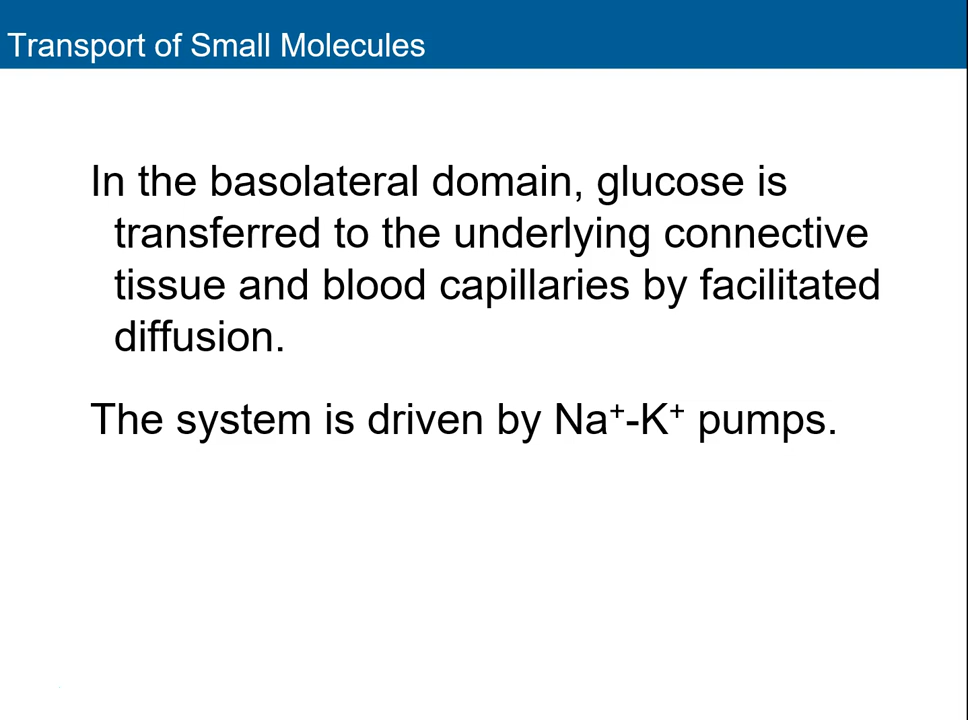 Transport of Small Molecules
In the basolateral domain, glucose is
transferred to the underlying connective
tissue and blood capillaries by facilitated
diffusion.
The system is driven by Na⁺-K⁺ pumps.